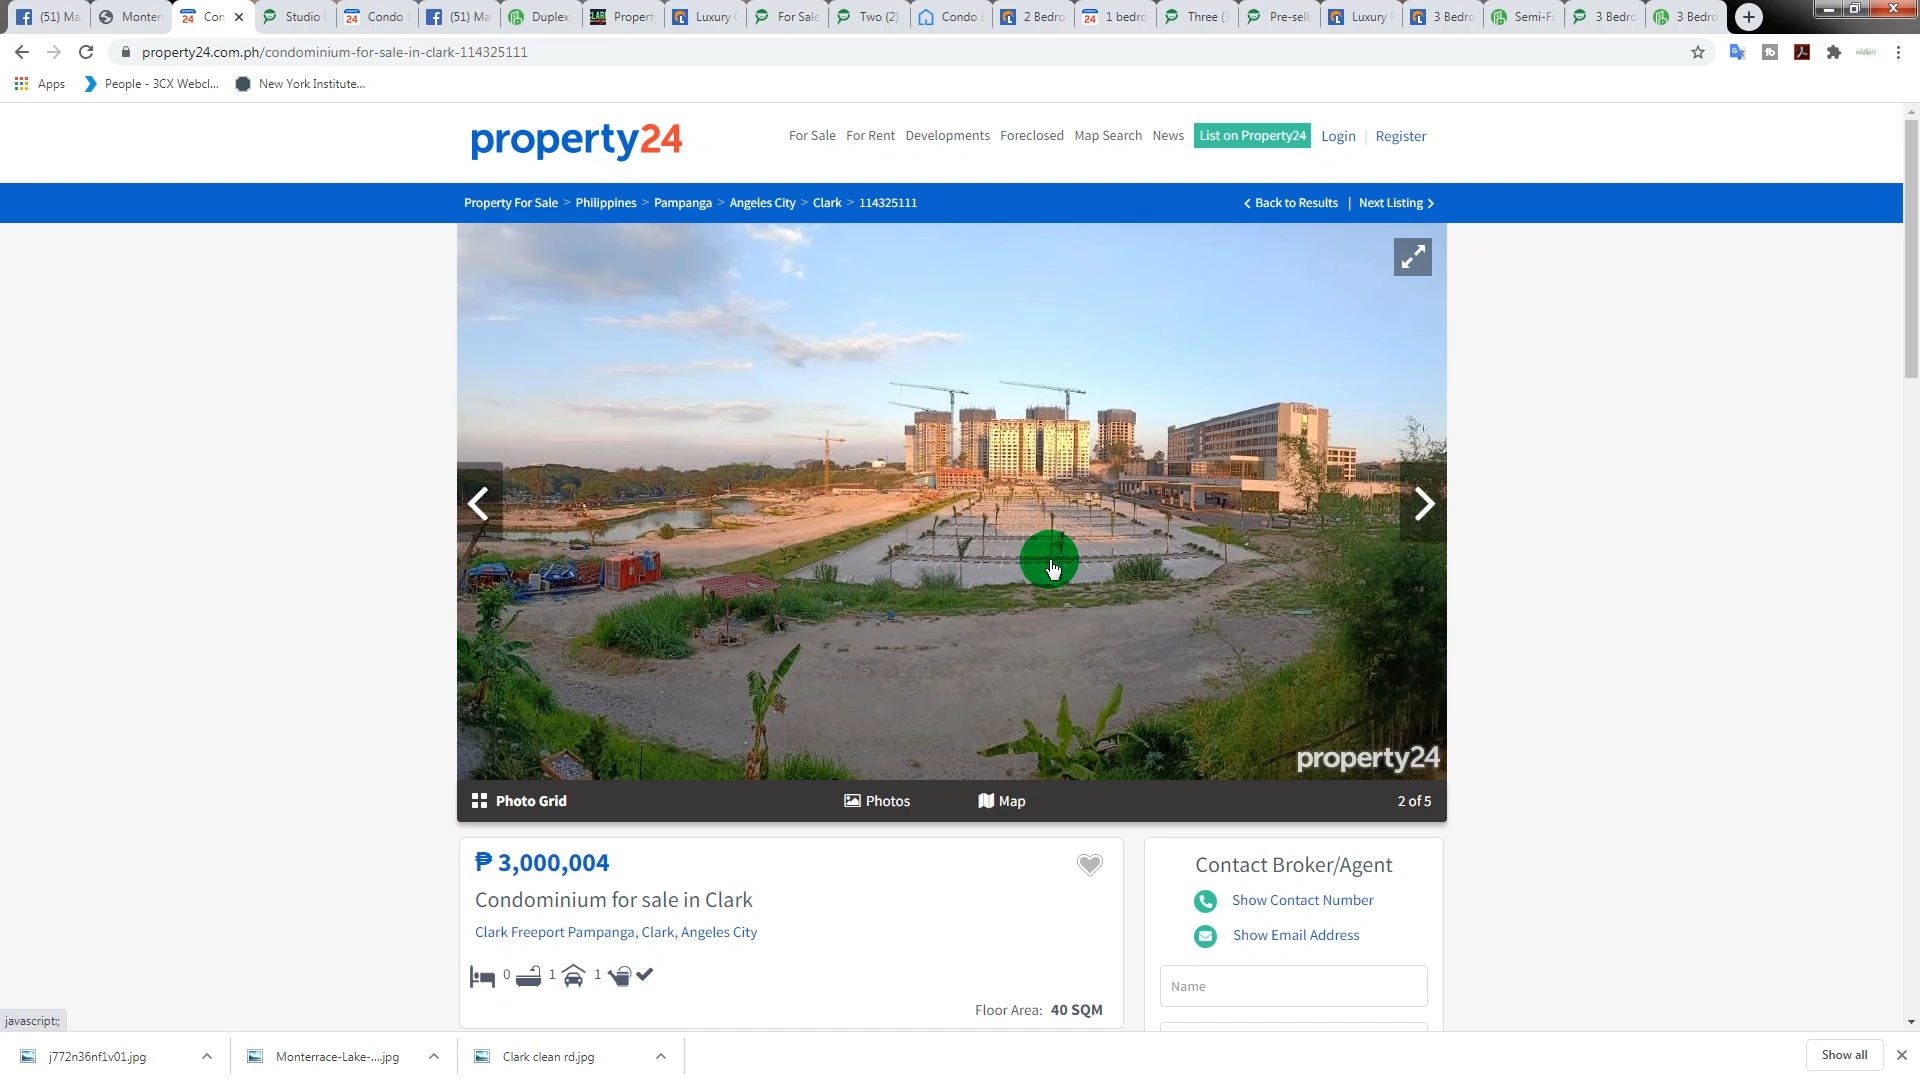 (51) Ma
Monter
Con
Studio U
Condo f
(51) Ma
Duplex
Propert
Luxury C
For Sale
Two (2)
Condo
2 Bedro
1 bedro
Three (3
Pre-sell
Luxury
3 Bedro
Semi-Fu
3 Bedro
3 Bedro
property24.com.ph/condominium-for-sale-in-clark-114325111
Apps
People - 3CX Webcl...
New York Institute...
property24
For Sale For Rent Developments Foreclosed Map Search News List on Property24 Login | Register
Property For Sale > Philippines > Pampanga > Angeles City > Clark > 114325111
Back to Results | Next Listing
Hilton
property24
Photo Grid
Photos
Map
2 of 5
₱ 3,000,004
Condominium for sale in Clark
Clark Freeport Pampanga, Clark, Angeles City
0 1 1
Floor Area: 40 SQM
Contact Broker/Agent
Show Contact Number
Show Email Address
Name
javascript:;
j772n36nf1v01.jpg
Monterrace-Lake-....jpg
Clark clean rd.jpg
Show all